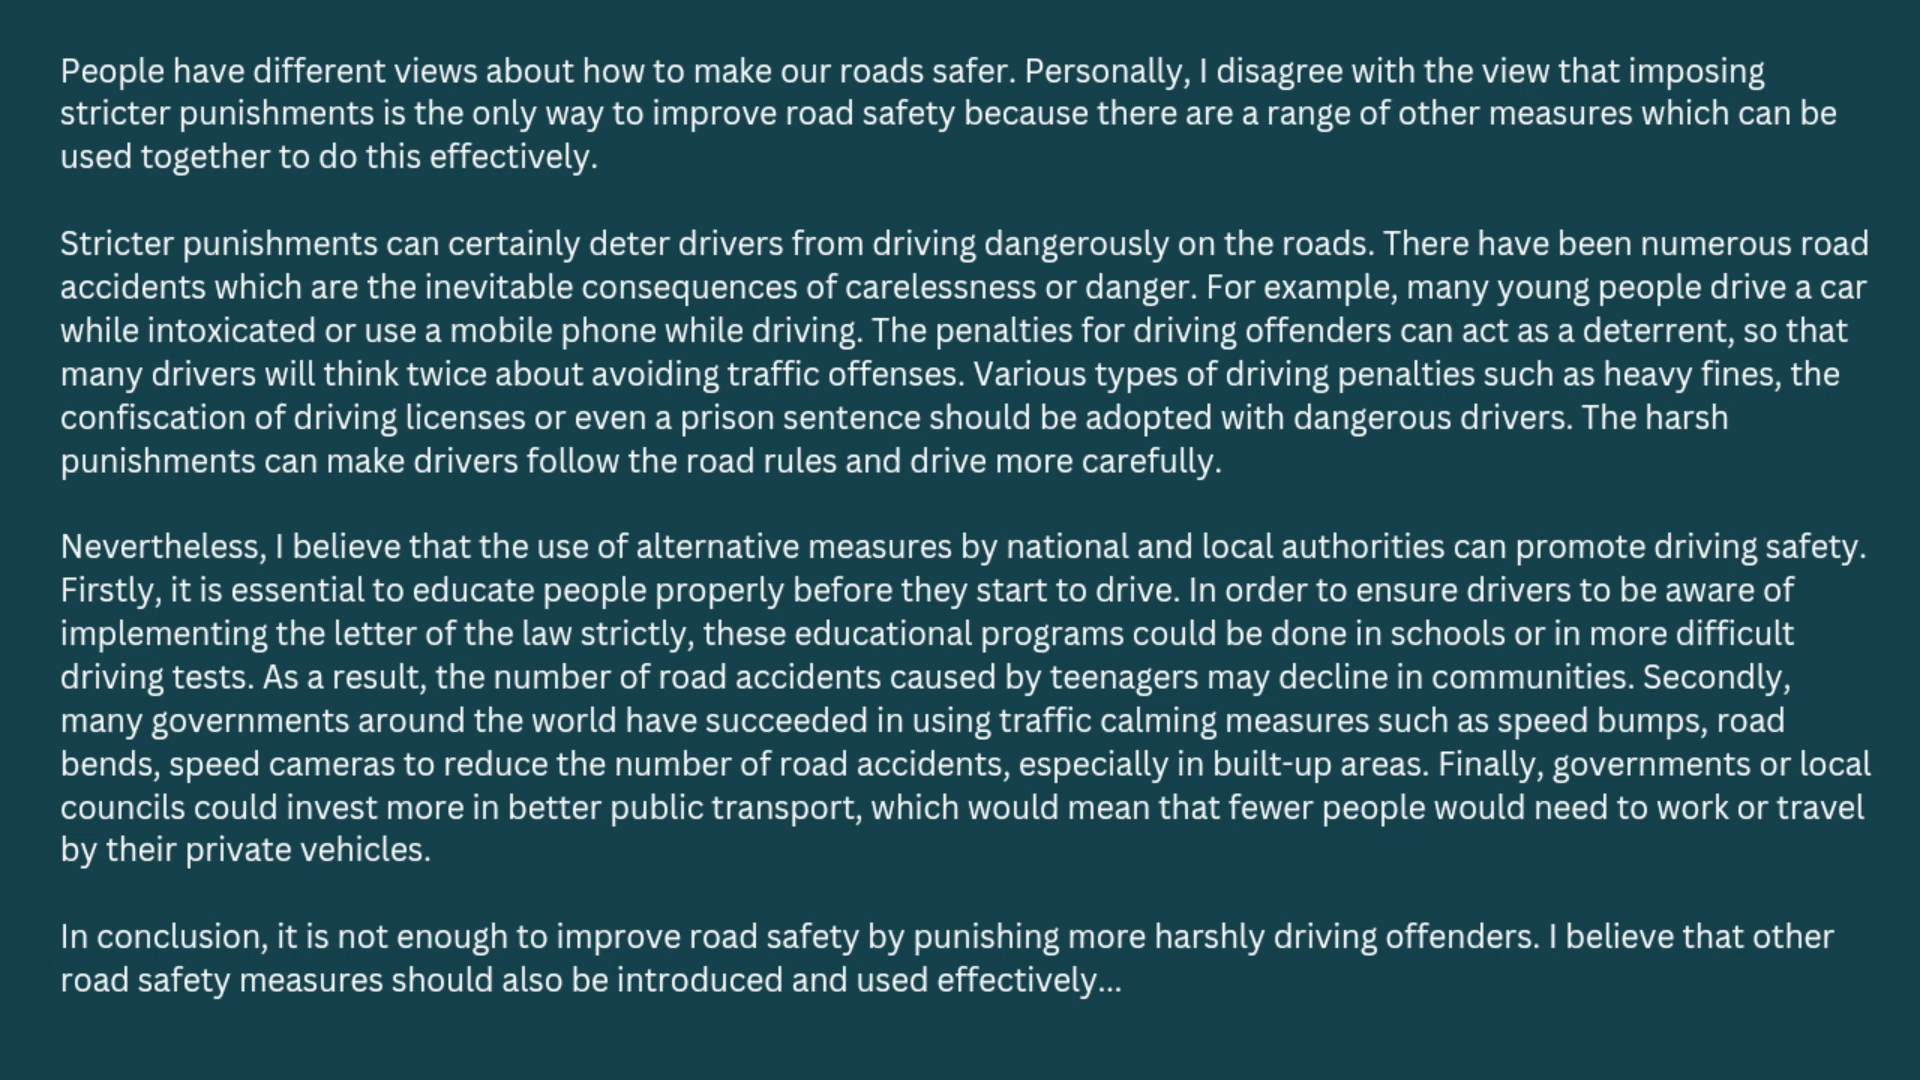 People have different views about how to make our roads safer. Personally, I disagree with the view that imposing
stricter punishments is the only way to improve road safety because there are a range of other measures which can be
used together to do this effectively.
Stricter punishments can certainly deter drivers from driving dangerously on the roads. There have been numerous road
accidents which are the inevitable consequences of carelessness or danger. For example, many young people drive a car
while intoxicated or use a mobile phone while driving. The penalties for driving offenders can act as a deterrent, so that
many drivers will think twice about avoiding traffic offenses. Various types of driving penalties such as heavy fines, the
confiscation of driving licenses or even a prison sentence should be adopted with dangerous drivers. The harsh
punishments can make drivers follow the road rules and drive more carefully.
Nevertheless, I believe that the use of alternative measures by national and local authorities can promote driving safety.
Firstly, it is essential to educate people properly before they start to drive. In order to ensure drivers to be aware of
implementing the letter of the law strictly, these educational programs could be done in schools or in more difficult
driving tests. As a result, the number of road accidents caused by teenagers may decline in communities. Secondly,
many governments around the world have succeeded in using traffic calming measures such as speed bumps, road
bends, speed cameras to reduce the number of road accidents, especially in built-up areas. Finally, governments or local
councils could invest more in better public transport, which would mean that fewer people would need to work or travel
by their private vehicles.
In conclusion, it is not enough to improve road safety by punishing more harshly driving offenders. I believe that other
road safety measures should also be introduced and used effectively...